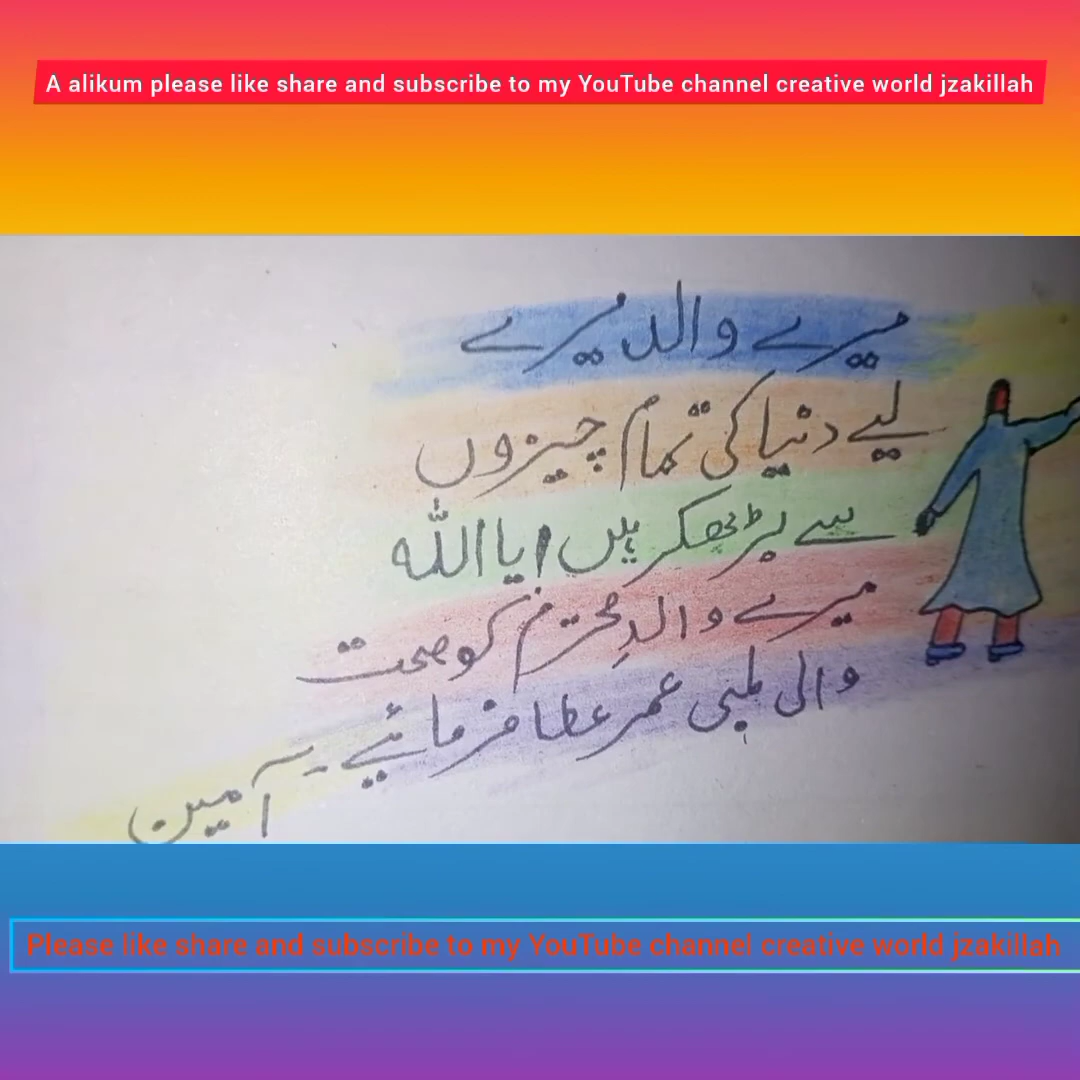 A alikum please like share and subscribe to my YouTube channel creative world jzakillah
میرے والد میرے
لیے دنیا کی تمام چیزوں
سے بڑھکر ہیں ! یا اللہ
میرے والدِ محترم کو صحت
والی لمبی عمر عطا فرمائیے ۔
آمین
Please like share and subscribe to my YouTube channel creative world jzakillah